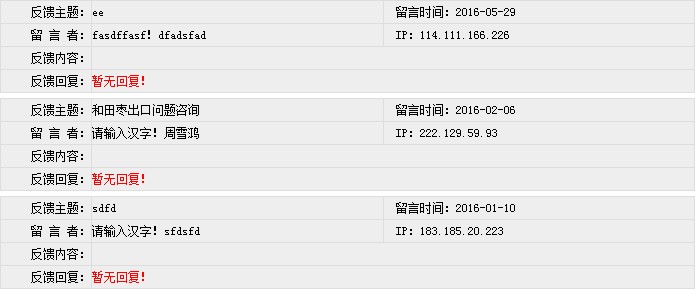 反馈主题: ee 留言时间: 2016-05-29
留 言 者: fasdffasf! dfadsfad IP: 114.111.166.226
反馈内容:
反馈回复: 暂无回复!
反馈主题: 和田枣出口问题咨询 留言时间: 2016-02-06
留 言 者: 请输入汉字! 周雪鸿 IP: 222.129.59.93
反馈内容:
反馈回复: 暂无回复!
反馈主题: sdfd 留言时间: 2016-01-10
留 言 者: 请输入汉字! sfdsfd IP: 183.185.20.223
反馈内容:
反馈回复: 暂无回复!